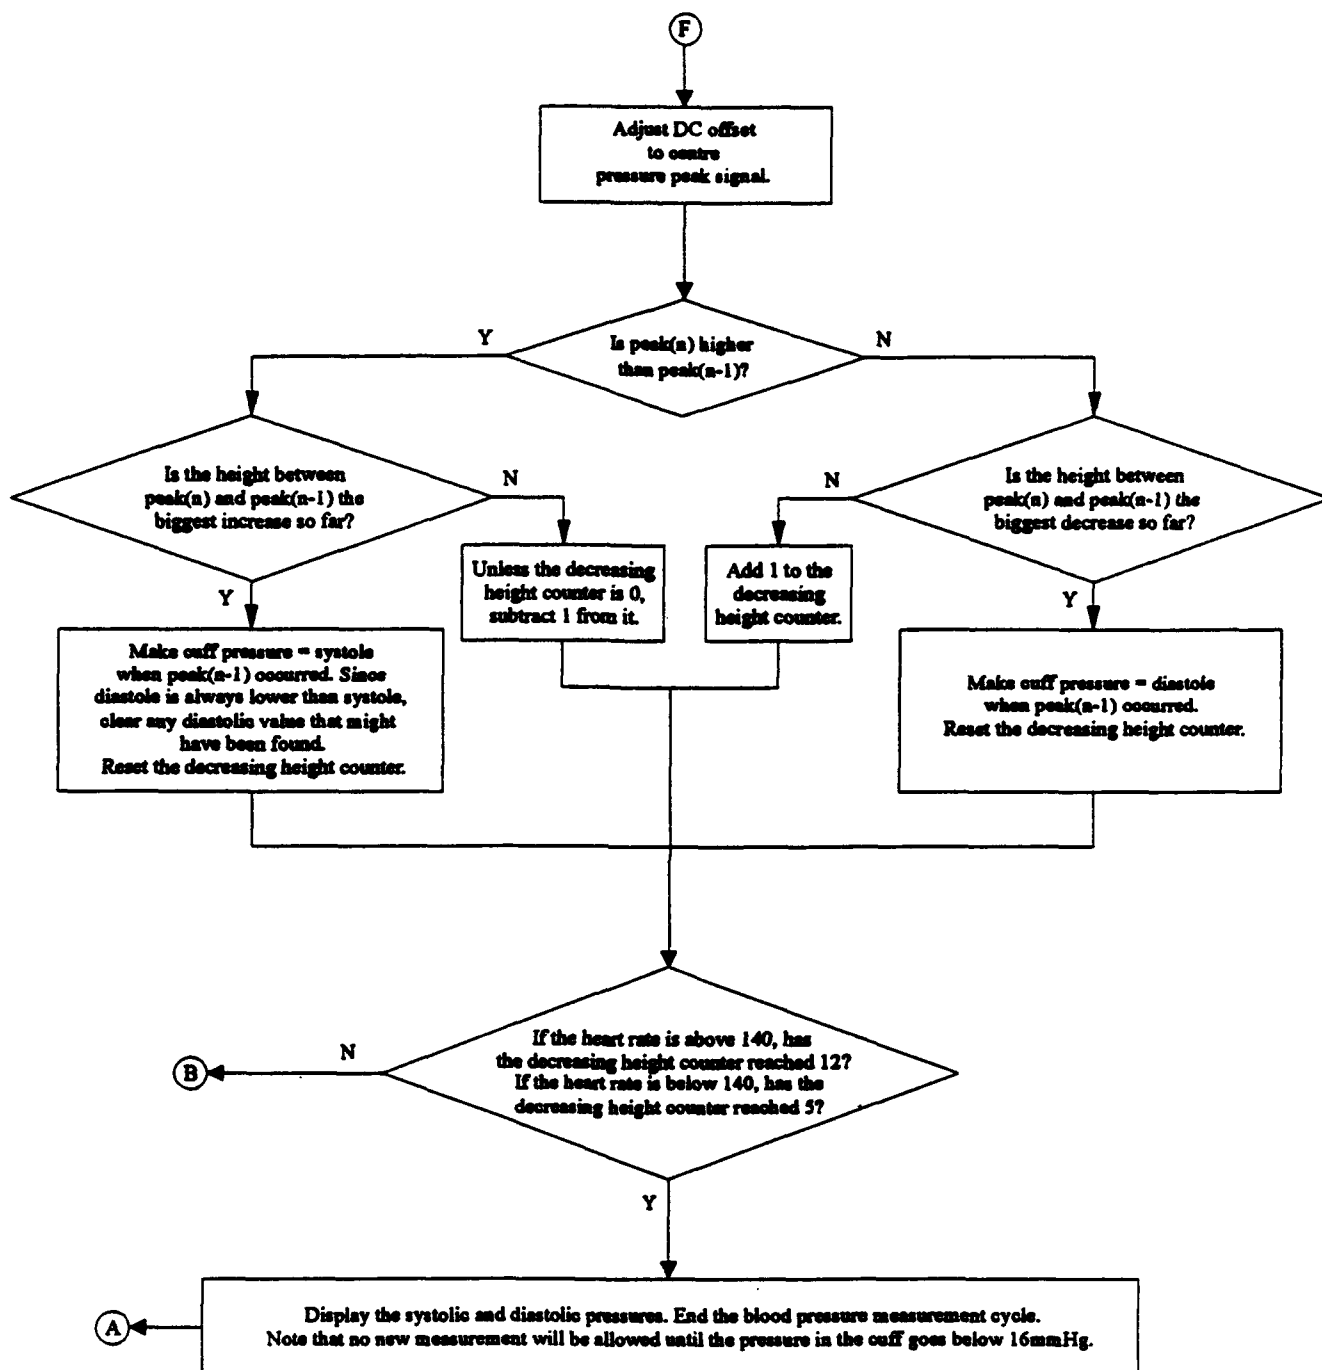 F
Adjust DC offset
to centre
pressure peak signal.
Y
N
Is peak(n) higher
than peak(n-1)?
Is the height between
peak(n) and peak(n-1) the
biggest increase so far?
N
N
Is the height between
peak(n) and peak(n-1) the
biggest decrease so far?
Y
Unless the decreasing
height counter is 0,
subtract 1 from it.
Add 1 to the
decreasing
height counter.
Y
Make cuff pressure = systole
when peak(n-1) occurred. Since
diastole is always lower than systole,
clear any diastolic value that might
have been found.
Reset the decreasing height counter.
Make cuff pressure = diastole
when peak(n-1) occurred.
Reset the decreasing height counter.
If the heart rate is above 140, has
the decreasing height counter reached 12?
If the heart rate is below 140, has the
decreasing height counter reached 5?
N
B
Y
A
Display the systolic and diastolic pressures. End the blood pressure measurement cycle.
Note that no new measurement will be allowed until the pressure in the cuff goes below 16mmHg.